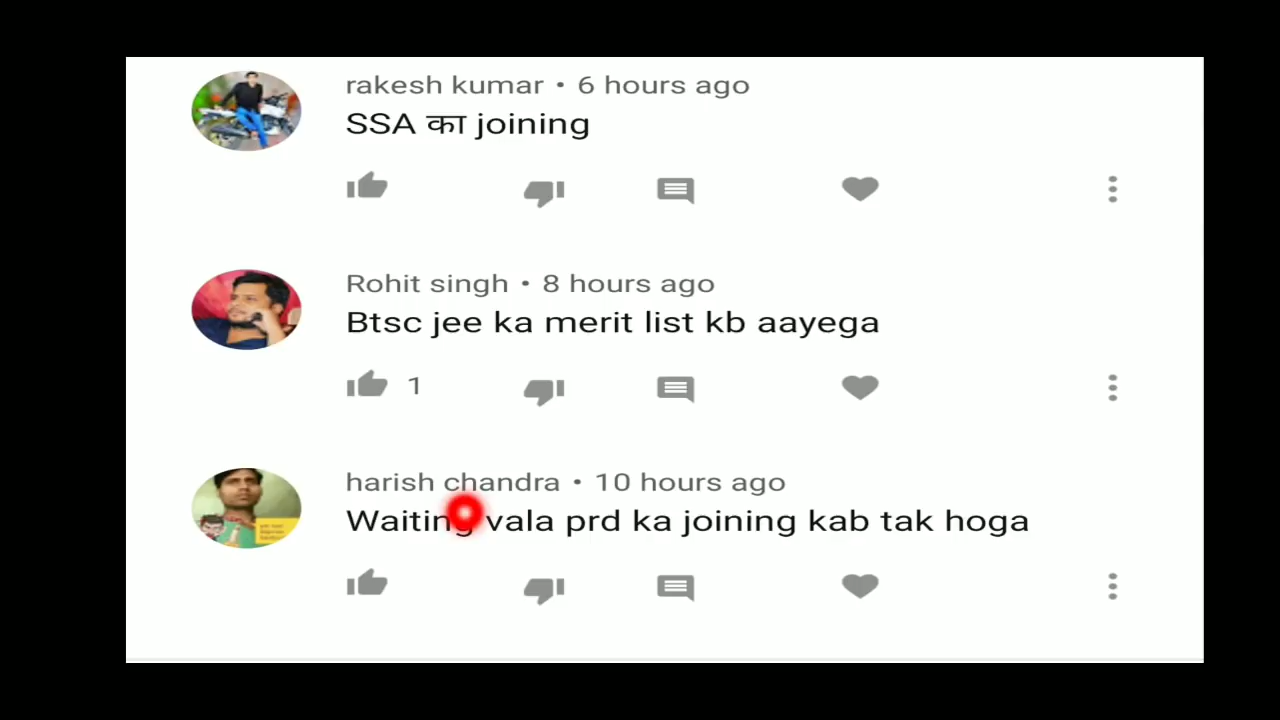 rakesh kumar • 6 hours ago
SSA का joining
Rohit singh • 8 hours ago
Btsc jee ka merit list kb aayega
1
harish chandra • 10 hours ago
Waiting vala prd ka joining kab tak hoga